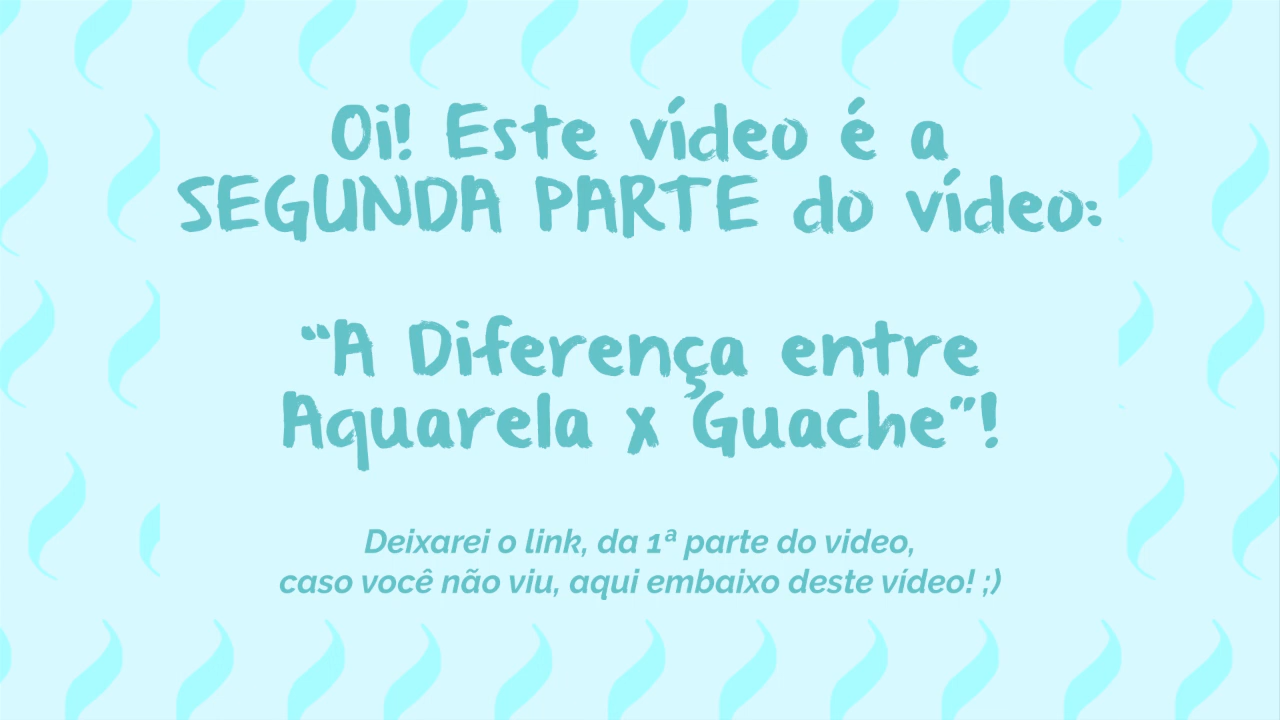 Oi! Este vídeo é a
SEGUNDA PARTE do vídeo:
“A Diferença entre
Aquarela x Guache”!
Deixarei o link, da 1ª parte do video,
caso você não viu, aqui embaixo deste vídeo! ;)